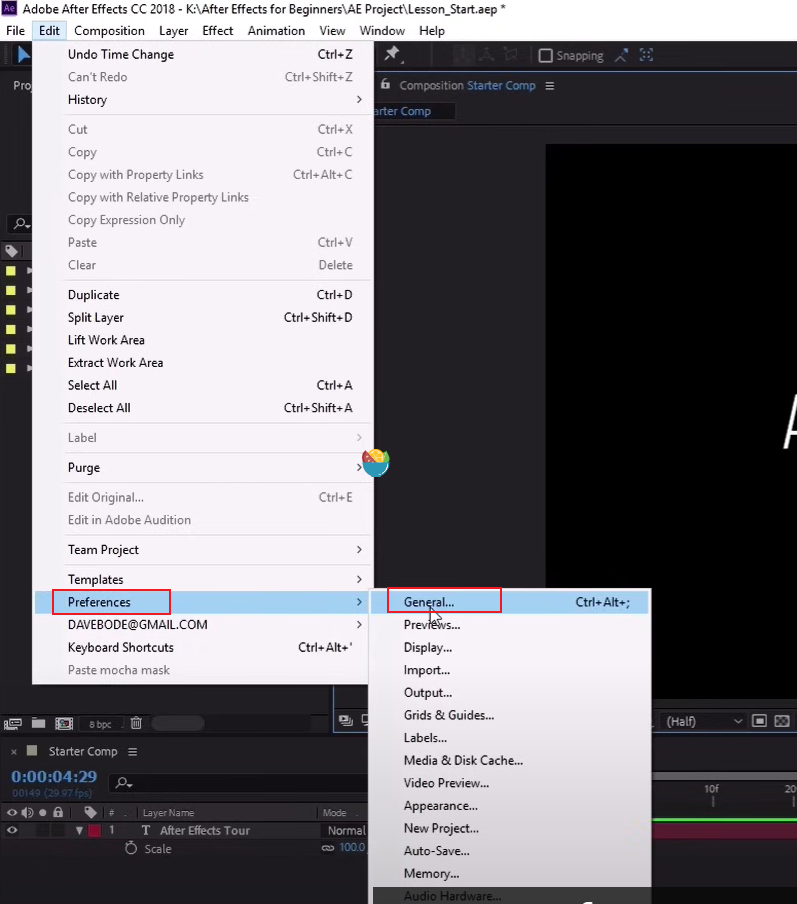 Ae Adobe After Effects CC 2018 - K:\After Effects for Beginners\AE Project\Lesson_Start.aep *
File Edit Composition Layer Effect Animation View Window Help
Undo Time Change Ctrl+Z
Can't Redo Ctrl+Shift+Z
History
Cut Ctrl+X
Copy Ctrl+C
Copy with Property Links Ctrl+Alt+C
Copy with Relative Property Links
Copy Expression Only
Paste Ctrl+V
Clear Delete
Duplicate Ctrl+D
Split Layer Ctrl+Shift+D
Lift Work Area
Extract Work Area
Select All Ctrl+A
Deselect All Ctrl+Shift+A
Label
Purge
Edit Original... Ctrl+E
Edit in Adobe Audition
Team Project
Templates
Preferences
DAVEBODE@GMAIL.COM
Keyboard Shortcuts Ctrl+Alt+'
Paste mocha mask
General... Ctrl+Alt+;
Previews...
Display...
Import...
Output...
Grids & Guides...
Labels...
Media & Disk Cache...
Video Preview...
Appearance...
New Project...
Auto-Save...
Memory...
Audio Hardware...
Snapping
Proj
Composition Starter Comp
arter Comp
A
8 bpc
(Half)
Starter Comp
0:00:04:29
00149 (29.97 fps)
10f 20
# Layer Name Mode
1 T After Effects Tour Normal
Scale 100.0